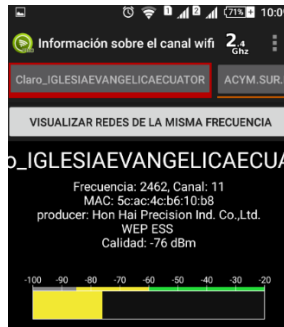 71% 10:09
Información sobre el canal wifi 2.4 Ghz
Claro_IGLESIAEVANGELICAECUATOR ACYM.SUR.
VISUALIZAR REDES DE LA MISMA FRECUENCIA
o_IGLESIAEVANGELICAECUA
Frecuencia: 2462, Canal: 11
MAC: 5c:ac:4c:b6:10:b8
producer: Hon Hai Precision Ind. Co.,Ltd.
WEP ESS
Calidad: -76 dBm
-100 -90 -80 -70 -60 -50 -40 -30 -20